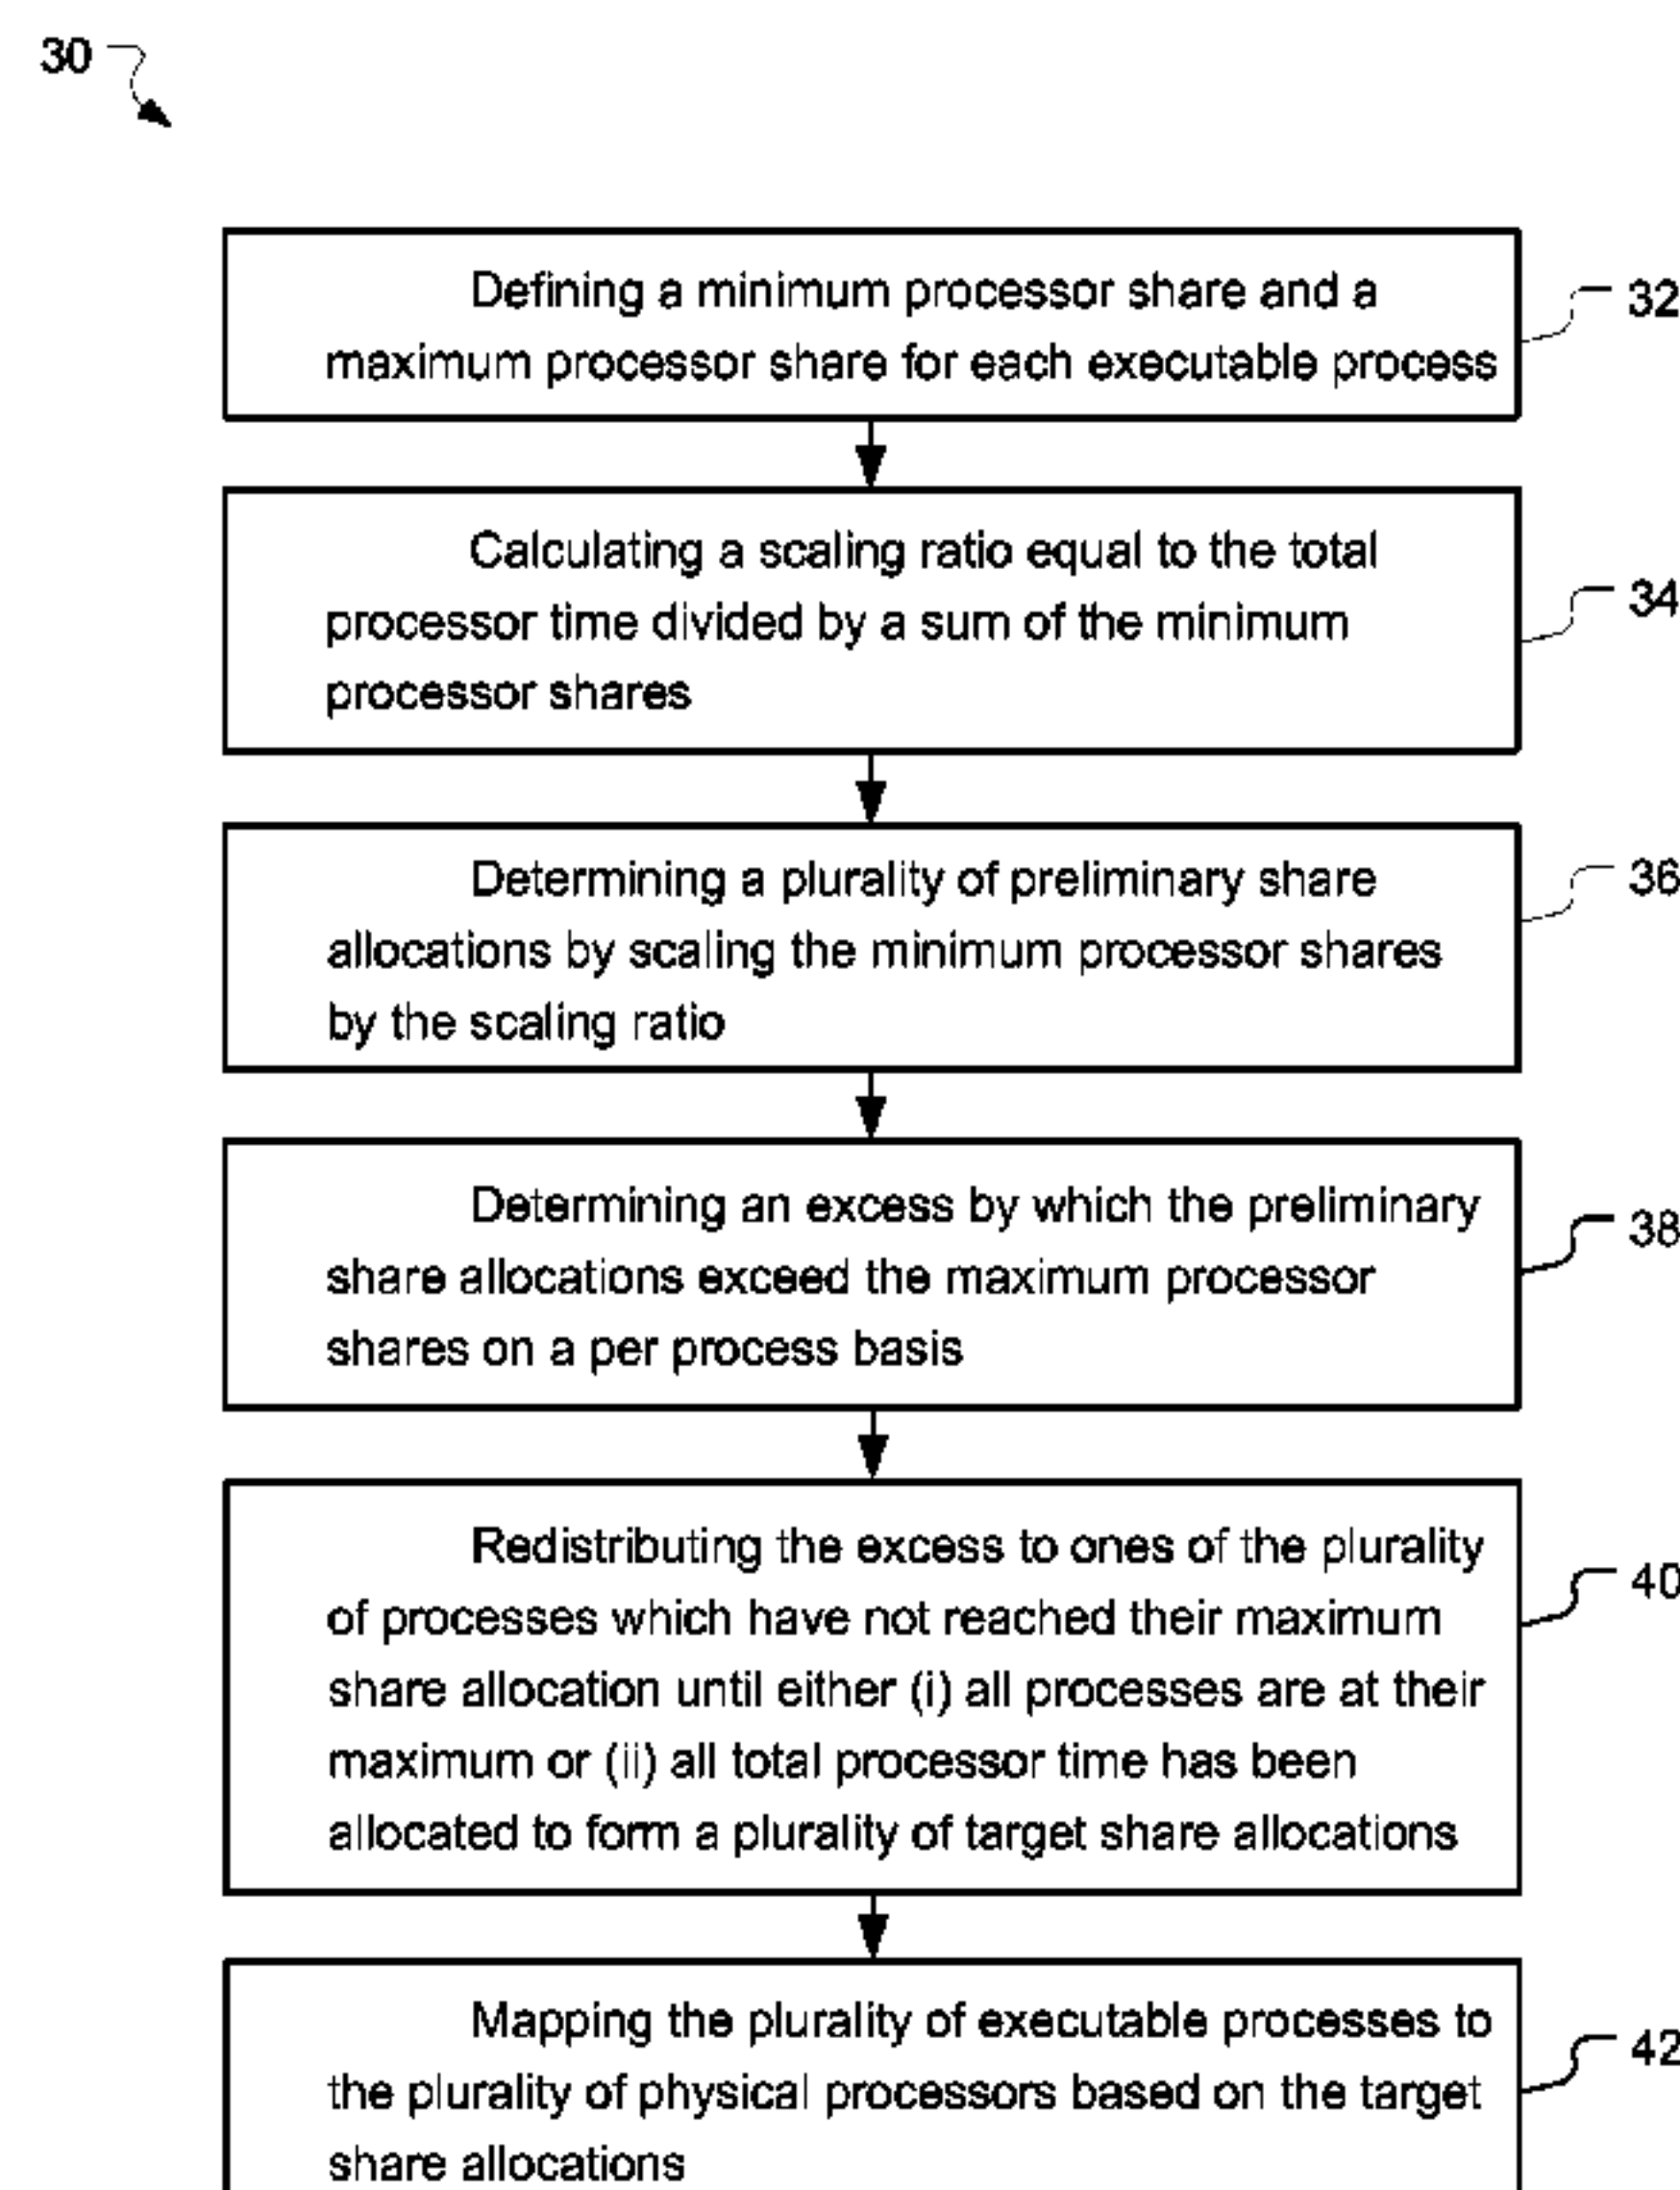 30
Defining a minimum processor share and a
maximum processor share for each executable process
32
Calculating a scaling ratio equal to the total
processor time divided by a sum of the minimum
processor shares
34
Determining a plurality of preliminary share
allocations by scaling the minimum processor shares
by the scaling ratio
36
Determining an excess by which the preliminary
share allocations exceed the maximum processor
shares on a per process basis
38
Redistributing the excess to ones of the plurality
of processes which have not reached their maximum
share allocation until either (i) all processes are at their
maximum or (ii) all total processor time has been
allocated to form a plurality of target share allocations
40
Mapping the plurality of executable processes to
the plurality of physical processors based on the target
share allocations
42